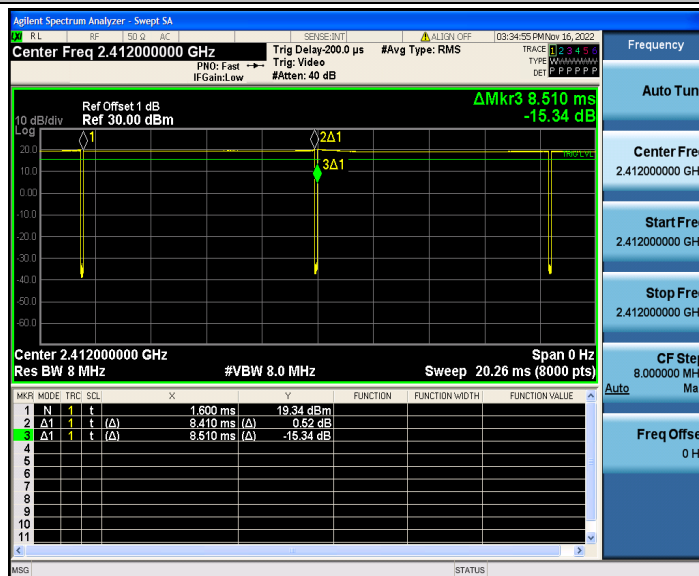 Agilent Spectrum Analyzer - Swept SA
RL RF 50 Ω AC SENSE:INT ALIGN OFF 03:34:55 PM Nov 16, 2022
Center Freq 2.412000000 GHz
PNO: Fast
IFGain:Low
Trig Delay-200.0 µs
Trig: Video
#Atten: 40 dB
#Avg Type: RMS
TRACE 1 2 3 4 5 6
TYPE W
DET P P P P P P
ΔMkr3 8.510 ms
-15.34 dB
Ref Offset 1 dB
10 dB/div Ref 30.00 dBm
Log
1
2Δ1
3Δ1
TRIG LVL
20.0
10.0
0.00
-10.0
-20.0
-30.0
-40.0
-50.0
-60.0
Center 2.412000000 GHz Span 0 Hz
Res BW 8 MHz #VBW 8.0 MHz Sweep 20.26 ms (8000 pts)
MKR MODE TRC SCL X Y FUNCTION FUNCTION WIDTH FUNCTION VALUE
1 N 1 t 1.600 ms 19.34 dBm
2 Δ1 1 t (Δ) 8.410 ms (Δ) 0.52 dB
3 Δ1 1 t (Δ) 8.510 ms (Δ) -15.34 dB
4
5
6
7
8
9
10
11
MSG STATUS
Frequency
Auto Tun
Center Fre
2.412000000 GH
Start Fre
2.412000000 GH
Stop Fre
2.412000000 GH
CF Ste
8.000000 MH
Auto Ma
Freq Offse
0 H